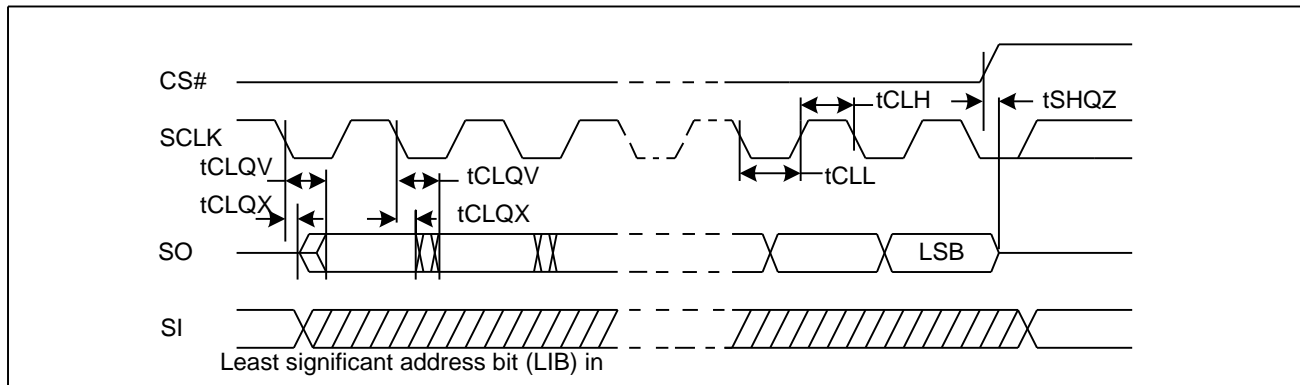 CS#
tCLH
tSHQZ
SCLK
tCLQV
tCLQV
tCLL
tCLQX
tCLQX
SO
LSB
SI
Least significant address bit (LIB) in